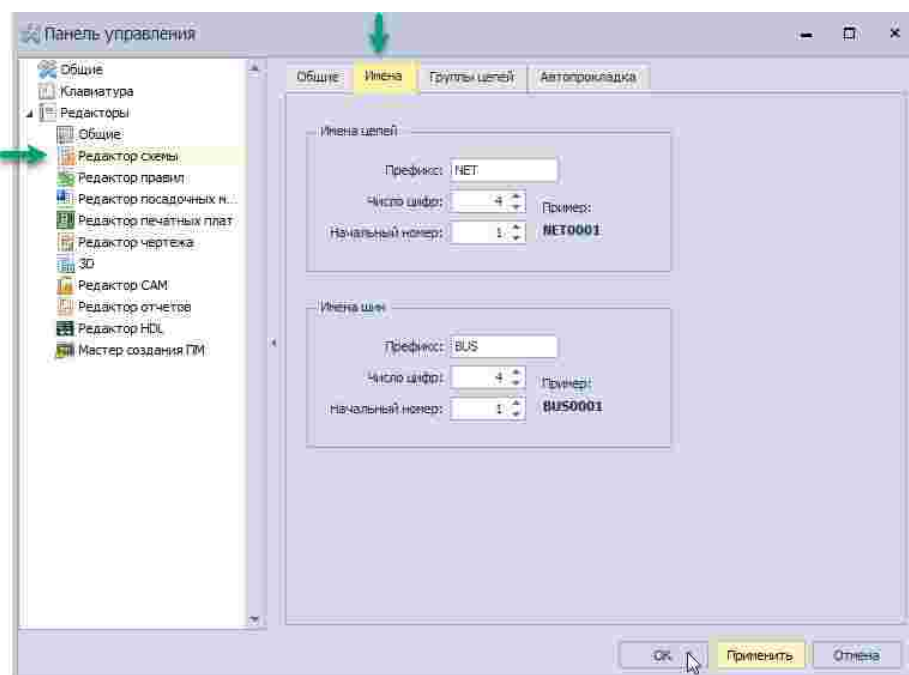 Панель управления
Общие
Клавиатура
Редакторы
Общие
Редактор схемы
Редактор правил
Редактор посадочных м...
Редактор печатных плат
Редактор чертежа
3D
Редактор CAM
Редактор отчетов
Редактор HDL
Мастер создания ПМ
Общие Имена Группы цепей Автопрокладка
Имена цепей
Префикс: NET
Число цифр: 4 Пример:
Начальный номер: 1 NET0001
Имена шин
Префикс: BUS
Число цифр: 4 Пример:
Начальный номер: 1 BUS0001
ОК Применить Отмена